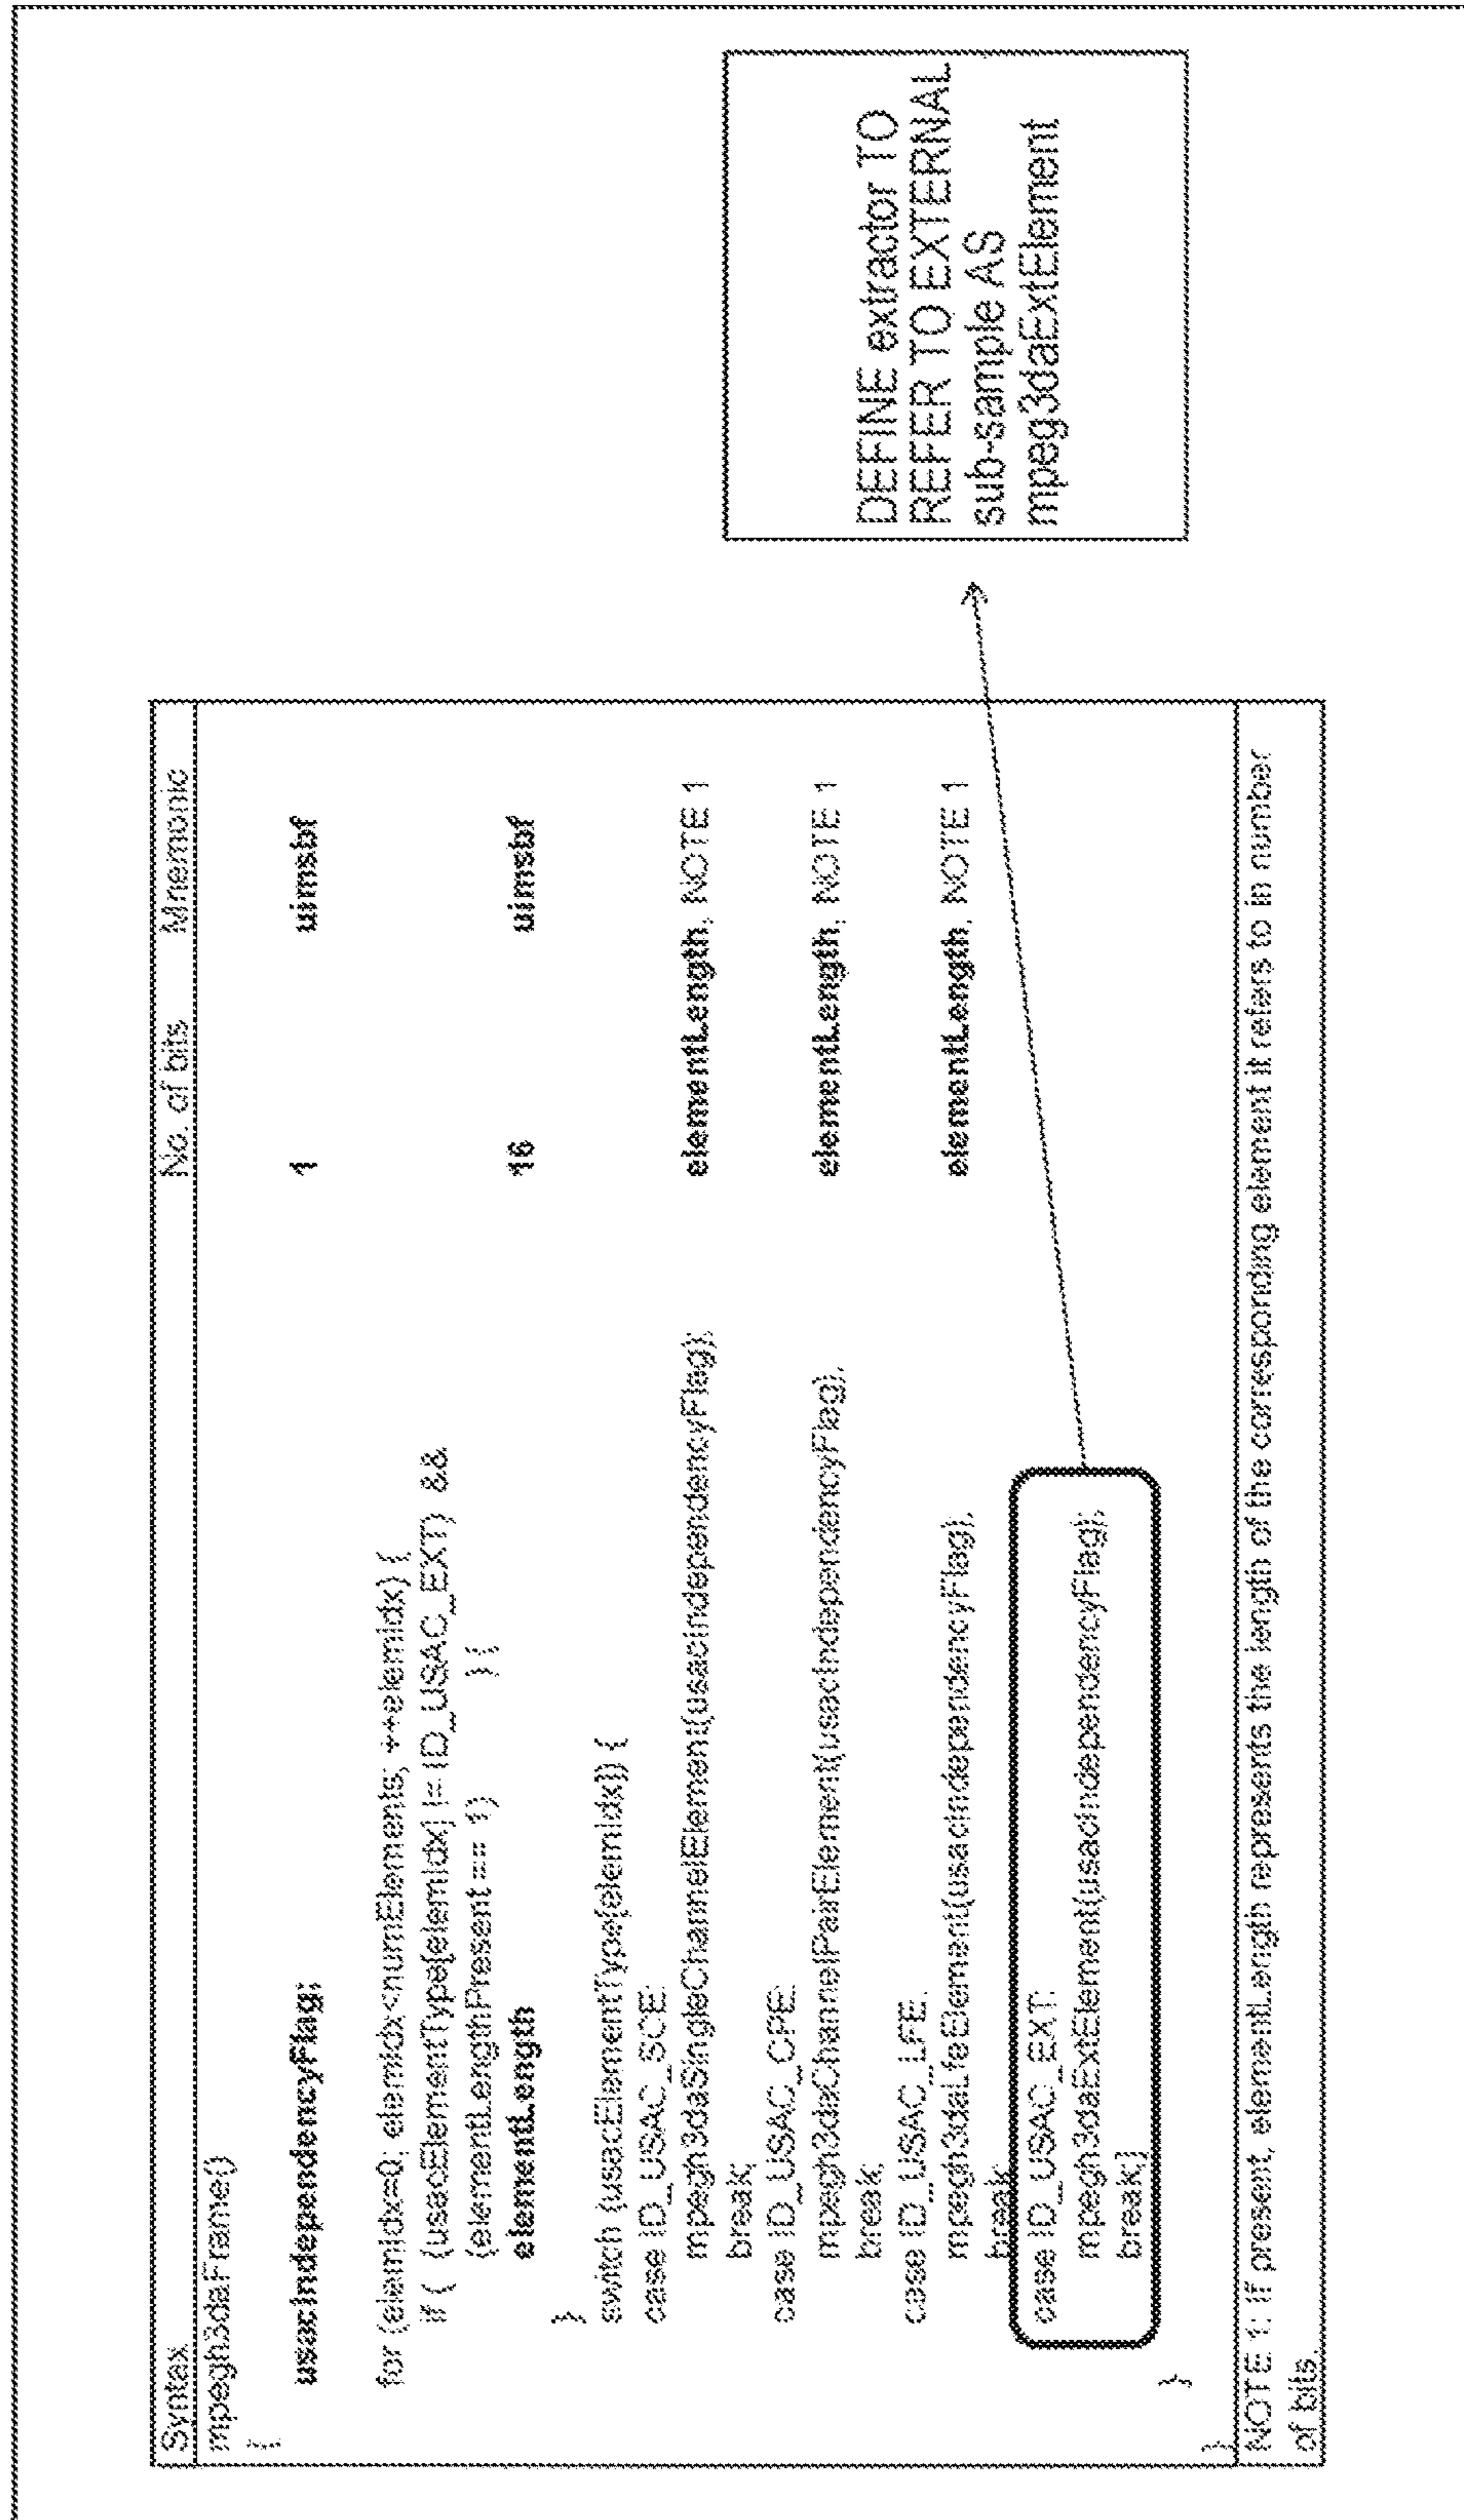 Syntax No. of bits Mnemonic
mpegh3daFrame()
{
usacIndependencyFlag; 1 uimsbf
for (elemIdx=0; elemIdx<numElements; ++elemIdx) {
if ( (usacElementType[elemIdx] != ID_USAC_EXT) &&
(elementLengthPresent == 1) ) {
elementLength 16 uimsbf
}
switch (usacElementType[elemIdx]) {
case ID_USAC_SCE:
mpegh3daSingleChannelElement(usacIndependencyFlag); elementLength, NOTE 1
break;
case ID_USAC_CPE:
mpegh3daChannelPairElement(usacIndependencyFlag); elementLength, NOTE 1
break;
case ID_USAC_LFE:
mpegh3daLfeElement(usacIndependencyFlag); elementLength, NOTE 1
break;
case ID_USAC_EXT:
mpegh3daExtElement(usacIndependencyFlag);
break;}
}
}
NOTE 1: If present, elementLength represents the length of the corresponding element it refers to in number
of bits.
DEFINE extractor TO
REFER TO EXTERNAL
sub-sample AS
mpeg3daExtElement